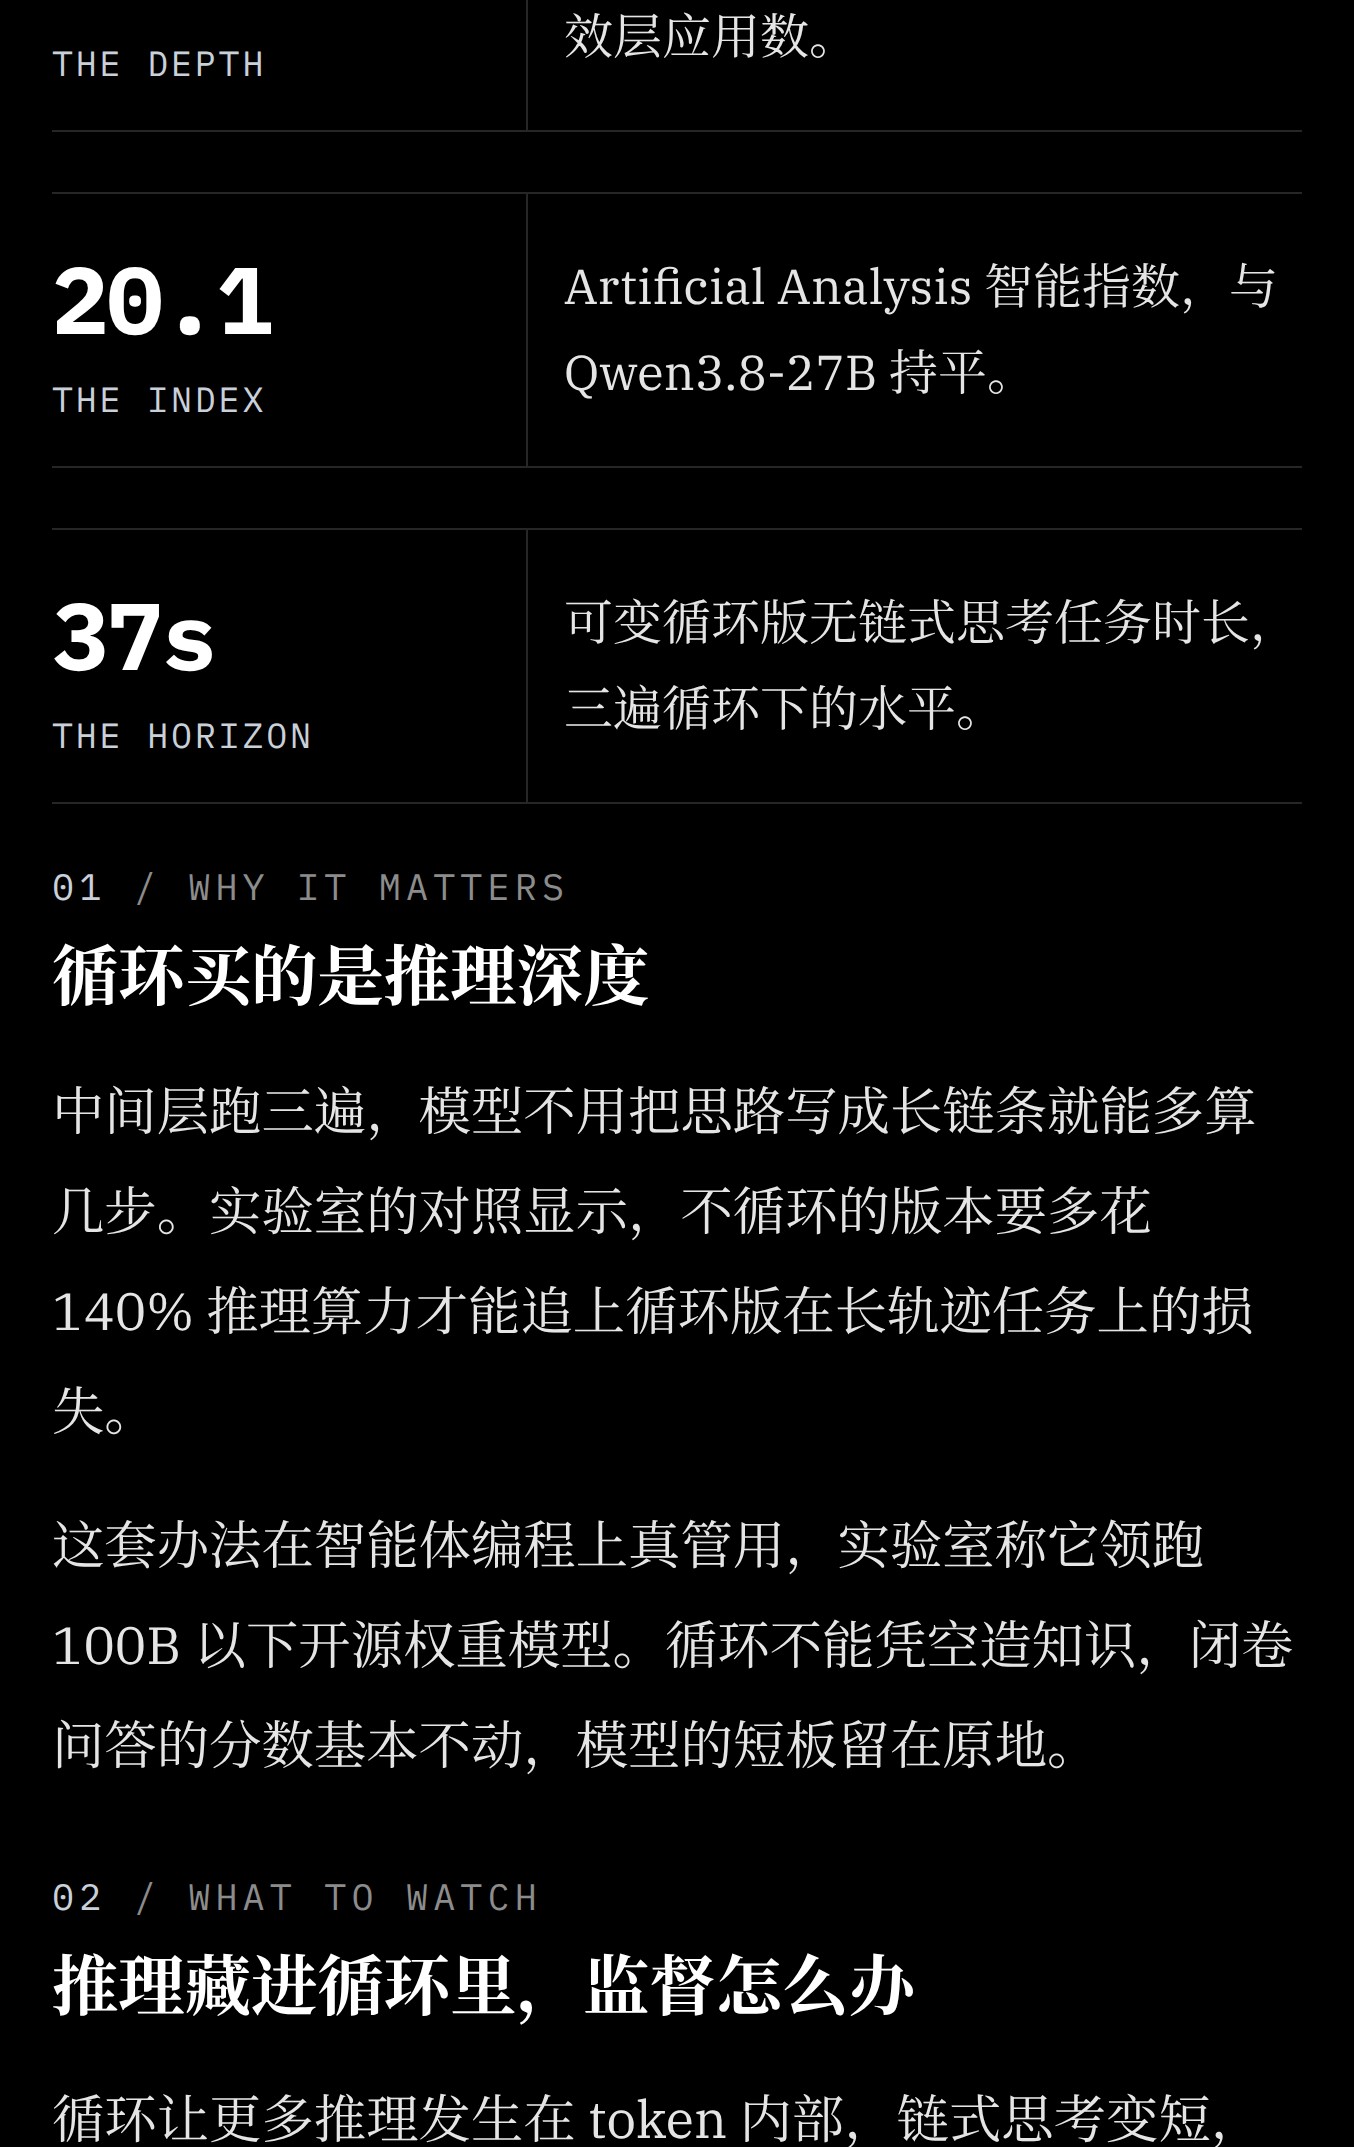 效层应用数。
THE DEPTH
20.1
THE INDEX
Artificial Analysis 智能指数，与
Qwen3.8-27B 持平。
37s
THE HORIZON
可变循环版无链式思考任务时长，
三遍循环下的水平。
01 / WHY IT MATTERS
循环买的是推理深度
中间层跑三遍，模型不用把思路写成长链条就能多算
几步。实验室的对照显示，不循环的版本要多花
140% 推理算力才能追上循环版在长轨迹任务上的损
失。
这套办法在智能体编程上真管用，实验室称它领跑
100B 以下开源权重模型。循环不能凭空造知识，闭卷
问答的分数基本不动，模型的短板留在原地。
02 / WHAT TO WATCH
推理藏进循环里，监督怎么办
循环让更多推理发生在 token 内部，链式思考变短，